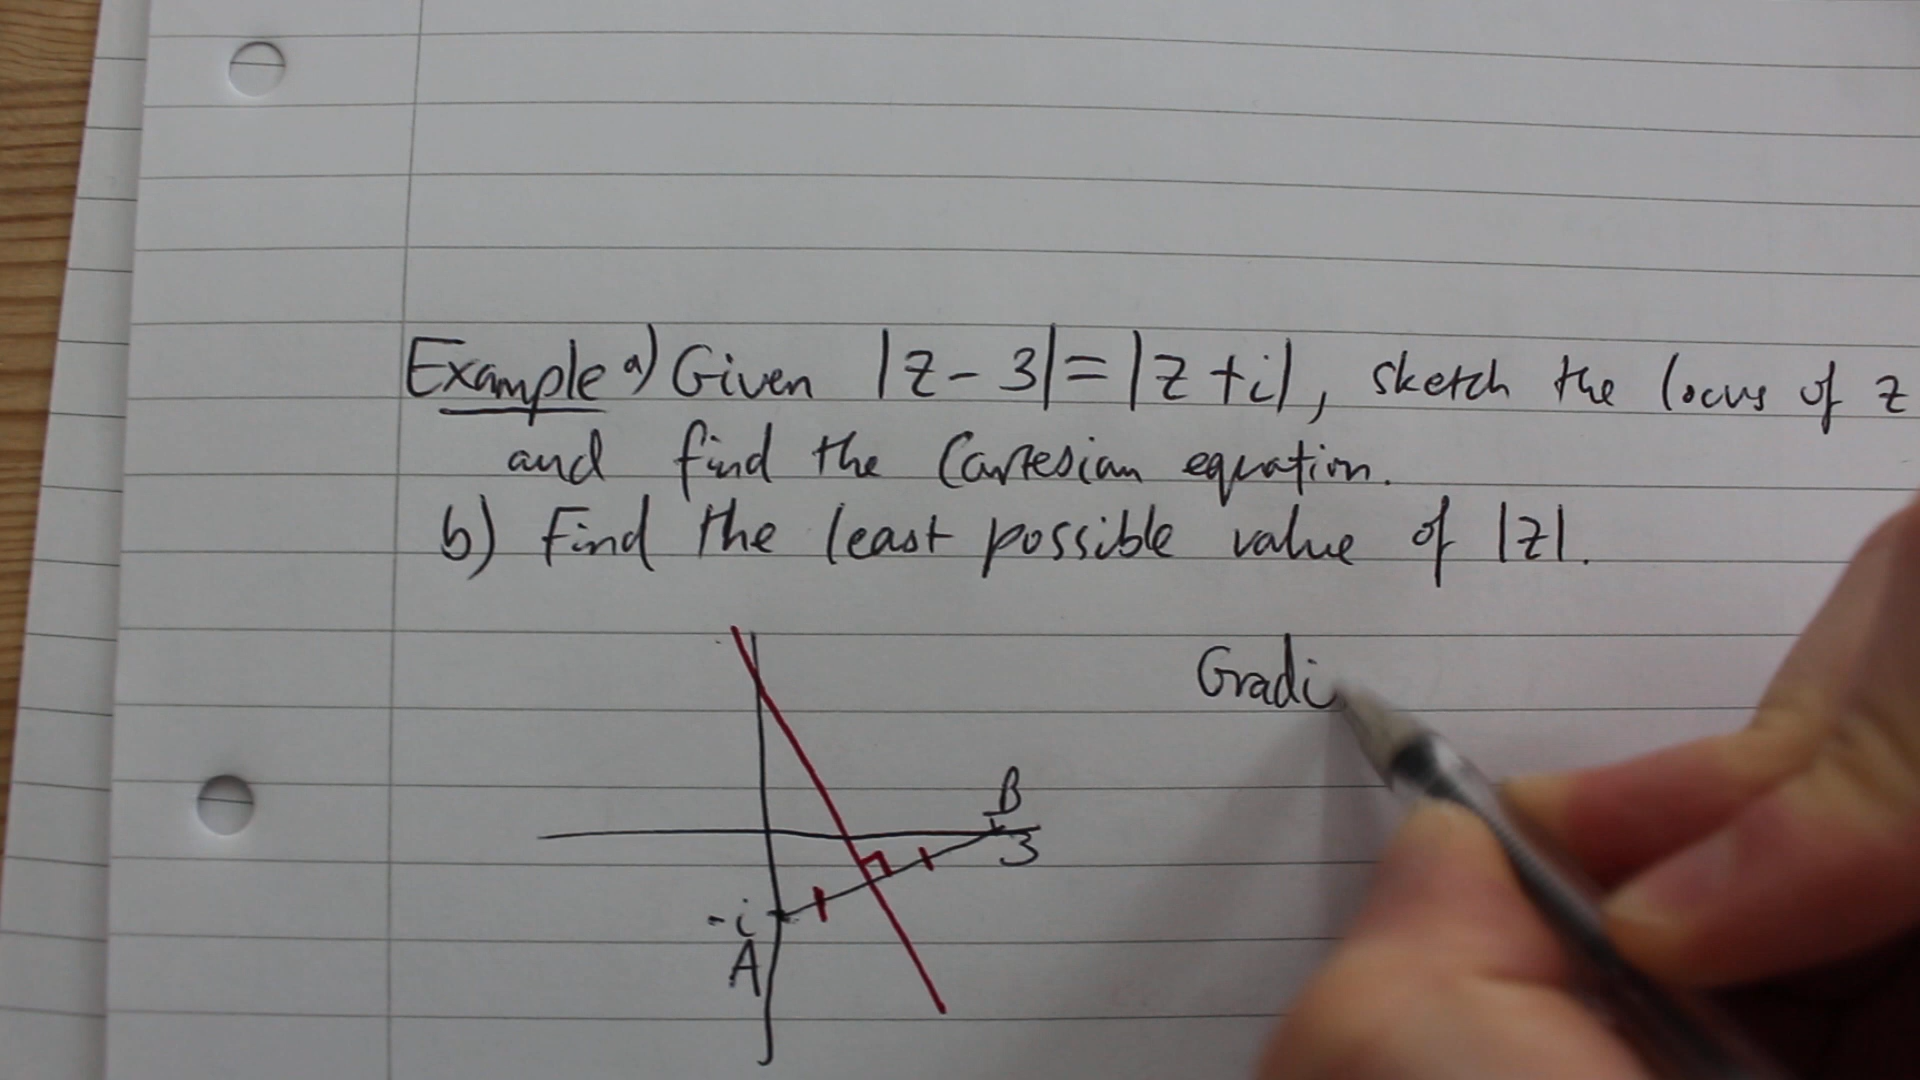 Example a) Given |z - 3| = |z + i|, sketch the locus of z
and find the Cartesian equation.
b) Find the least possible value of |z|.
Gradi
B
3
-i
A